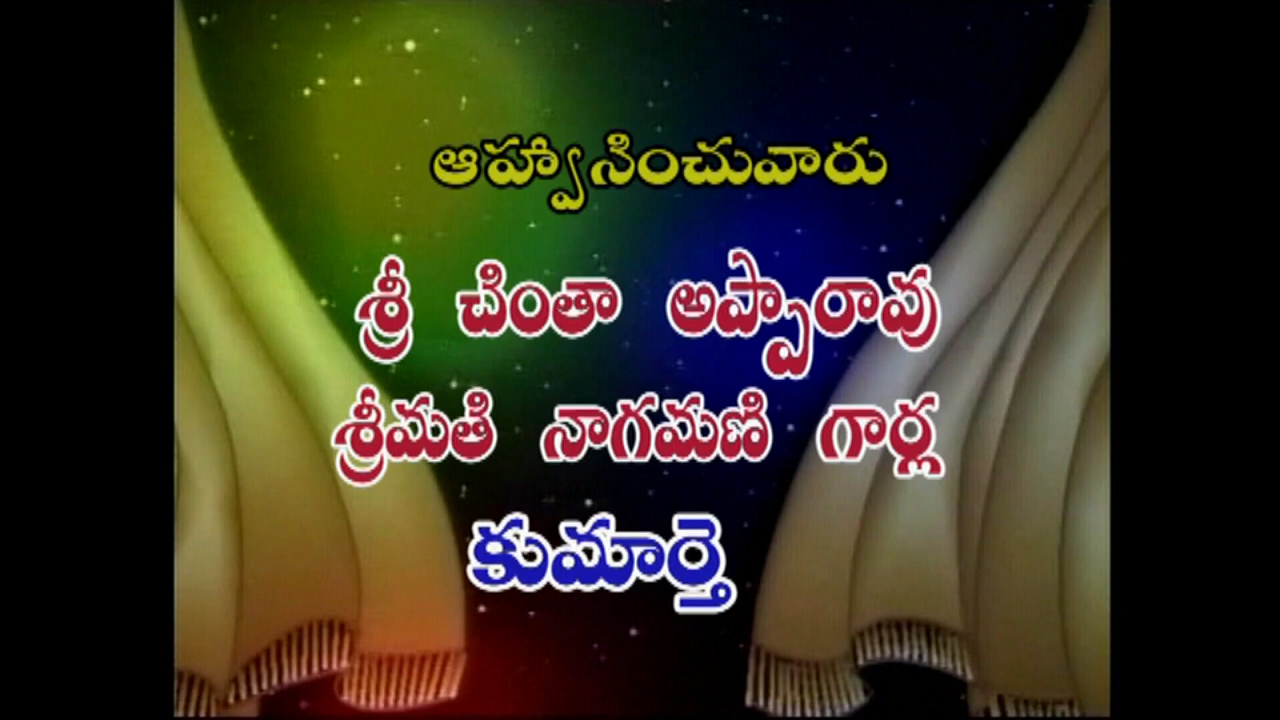 ఆహ్వానించువారు
శ్రీ చింతా అప్పారావు
శ్రీమతి నాగమణి గార్ల
కుమార్తె